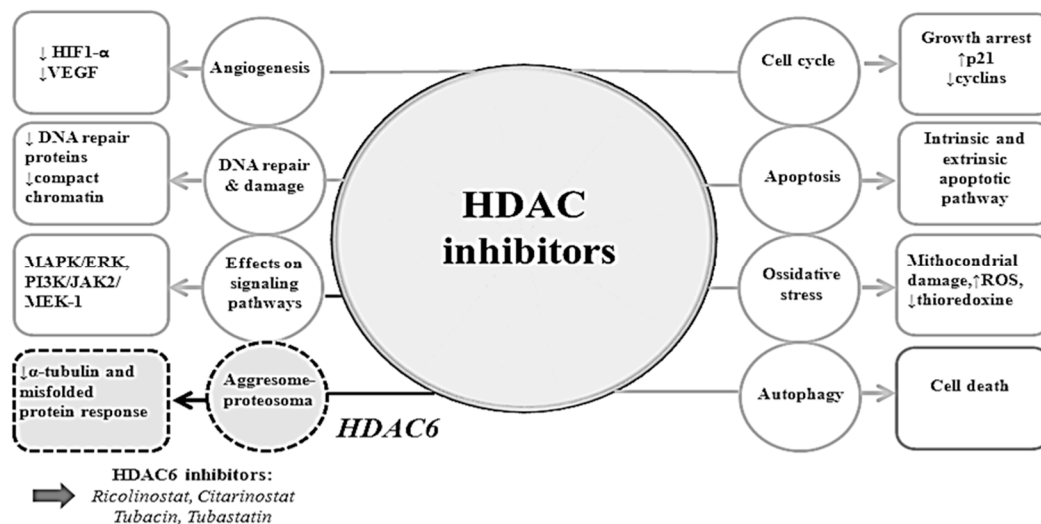 ↓ HIF1-α
↓VEGF
Angiogenesis
↓ DNA repair
proteins
↓compact
chromatin
DNA repair
& damage
MAPK/ERK,
PI3K/JAK2/
MEK-1
Effects on
signaling
pathways
↓α-tubulin and
misfolded
protein response
Aggresome-
proteosoma
HDAC6
HDAC
inhibitors
Cell cycle
Growth arrest
↑p21
↓cyclins
Apoptosis
Intrinsic and
extrinsic
apoptotic
pathway
Ossidative
stress
Mithocondrial
damage,↑ROS,
↓thioredoxine
Autophagy
Cell death
HDAC6 inhibitors:
Ricolinostat, Citarinostat
Tubacin, Tubastatin